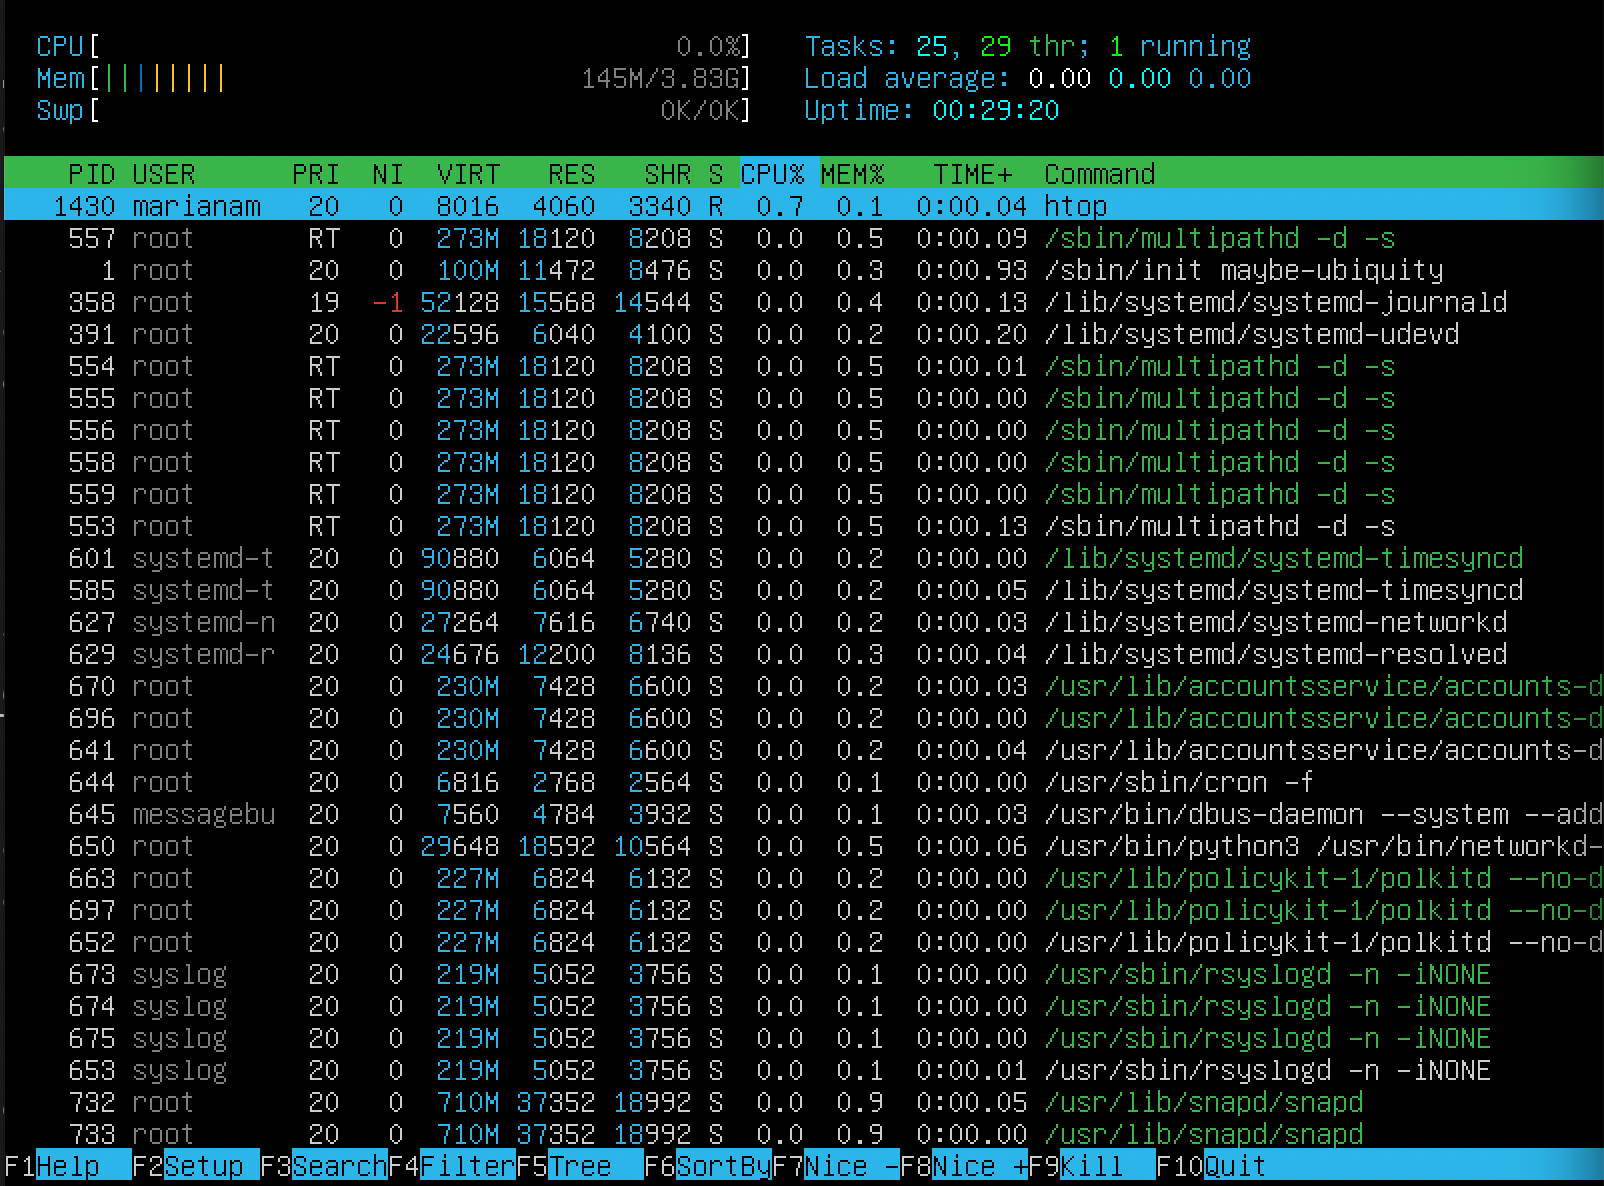 CPU[ 0.0%] Tasks: 25, 29 thr; 1 running
Mem[||||||||| 145M/3.83G] Load average: 0.00 0.00 0.00
Swp[ 0K/0K] Uptime: 00:29:20
PID USER PRI NI VIRT RES SHR S CPU% MEM% TIME+ Command
1430 marianam 20 0 8016 4060 3340 R 0.7 0.1 0:00.04 htop
557 root RT 0 273M 18120 8208 S 0.0 0.5 0:00.09 /sbin/multipathd -d -s
1 root 20 0 100M 11472 8476 S 0.0 0.3 0:00.93 /sbin/init maybe-ubiquity
358 root 19 -1 52128 15568 14544 S 0.0 0.4 0:00.13 /lib/systemd/systemd-journald
391 root 20 0 22596 6040 4100 S 0.0 0.2 0:00.20 /lib/systemd/systemd-udevd
554 root RT 0 273M 18120 8208 S 0.0 0.5 0:00.01 /sbin/multipathd -d -s
555 root RT 0 273M 18120 8208 S 0.0 0.5 0:00.00 /sbin/multipathd -d -s
556 root RT 0 273M 18120 8208 S 0.0 0.5 0:00.00 /sbin/multipathd -d -s
558 root RT 0 273M 18120 8208 S 0.0 0.5 0:00.00 /sbin/multipathd -d -s
559 root RT 0 273M 18120 8208 S 0.0 0.5 0:00.00 /sbin/multipathd -d -s
553 root RT 0 273M 18120 8208 S 0.0 0.5 0:00.13 /sbin/multipathd -d -s
601 systemd-t 20 0 90880 6064 5280 S 0.0 0.2 0:00.00 /lib/systemd/systemd-timesyncd
585 systemd-t 20 0 90880 6064 5280 S 0.0 0.2 0:00.05 /lib/systemd/systemd-timesyncd
627 systemd-n 20 0 27264 7616 6740 S 0.0 0.2 0:00.03 /lib/systemd/systemd-networkd
629 systemd-r 20 0 24676 12200 8136 S 0.0 0.3 0:00.04 /lib/systemd/systemd-resolved
670 root 20 0 230M 7428 6600 S 0.0 0.2 0:00.03 /usr/lib/accountsservice/accounts-d
696 root 20 0 230M 7428 6600 S 0.0 0.2 0:00.00 /usr/lib/accountsservice/accounts-d
641 root 20 0 230M 7428 6600 S 0.0 0.2 0:00.04 /usr/lib/accountsservice/accounts-d
644 root 20 0 6816 2768 2564 S 0.0 0.1 0:00.00 /usr/sbin/cron -f
645 messagebu 20 0 7560 4784 3932 S 0.0 0.1 0:00.03 /usr/bin/dbus-daemon --system --add
650 root 20 0 29648 18592 10564 S 0.0 0.5 0:00.06 /usr/bin/python3 /usr/bin/networkd-
663 root 20 0 227M 6824 6132 S 0.0 0.2 0:00.00 /usr/lib/policykit-1/polkitd --no-d
697 root 20 0 227M 6824 6132 S 0.0 0.2 0:00.00 /usr/lib/policykit-1/polkitd --no-d
652 root 20 0 227M 6824 6132 S 0.0 0.2 0:00.00 /usr/lib/policykit-1/polkitd --no-d
673 syslog 20 0 219M 5052 3756 S 0.0 0.1 0:00.00 /usr/sbin/rsyslogd -n -iNONE
674 syslog 20 0 219M 5052 3756 S 0.0 0.1 0:00.00 /usr/sbin/rsyslogd -n -iNONE
675 syslog 20 0 219M 5052 3756 S 0.0 0.1 0:00.00 /usr/sbin/rsyslogd -n -iNONE
653 syslog 20 0 219M 5052 3756 S 0.0 0.1 0:00.01 /usr/sbin/rsyslogd -n -iNONE
732 root 20 0 710M 37352 18992 S 0.0 0.9 0:00.05 /usr/lib/snapd/snapd
733 root 20 0 710M 37352 18992 S 0.0 0.9 0:00.00 /usr/lib/snapd/snapd
F1Help F2Setup F3SearchF4FilterF5Tree F6SortByF7Nice -F8Nice +F9Kill F10Quit